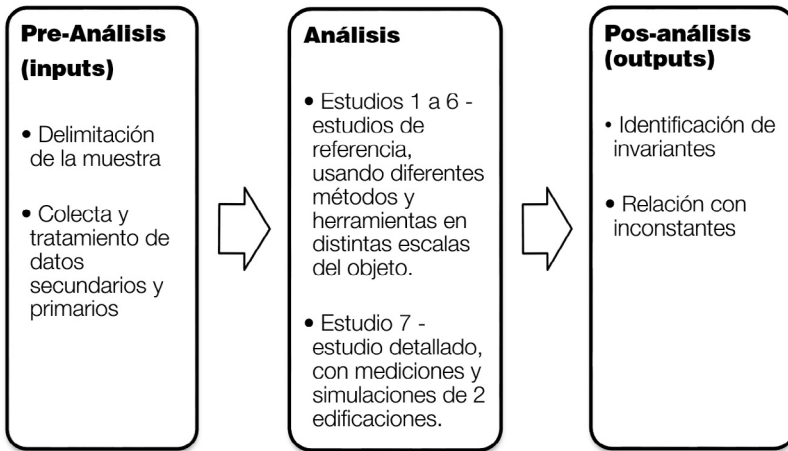 Pre-Análisis
(inputs)
• Delimitación
de la muestra
• Colecta y
tratamiento de
datos
secundarios y
primarios
Análisis
• Estudios 1 a 6 -
estudios de
referencia,
usando diferentes
métodos y
herramientas en
distintas escalas
del objeto.
• Estudio 7 -
estudio detallado,
con mediciones y
simulaciones de 2
edificaciones.
Pos-análisis
(outputs)
• Identificación de
invariantes
• Relación con
inconstantes